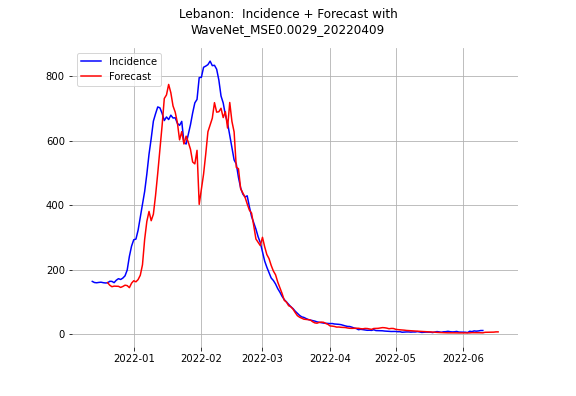 Lebanon:  Incidence + Forecast with
WaveNet_MSE0.0029_20220409
Incidence
Forecast
800
600
400
200
0
2022-01
2022-02
2022-03
2022-04
2022-05
2022-06